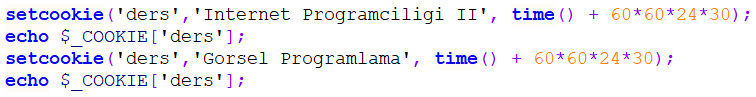 setcookie('ders','Internet Programciligi II', time() + 60*60*24*30);
echo $_COOKIE['ders'];
setcookie('ders','Gorsel Programlama', time() + 60*60*24*30);
echo $_COOKIE['ders'];